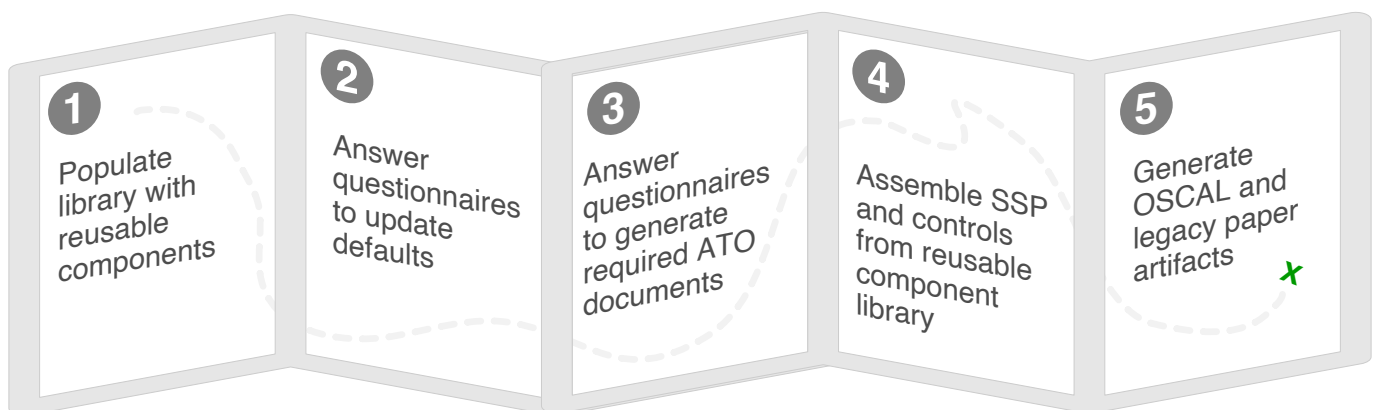 1
Populate
library with
reusable
components
2
Answer
questionnaires
to update
defaults
3
Answer
questionnaires
to generate
required ATO
documents
4
Assemble SSP
and controls
from reusable
component
library
5
Generate
OSCAL and
legacy paper
artifacts
x